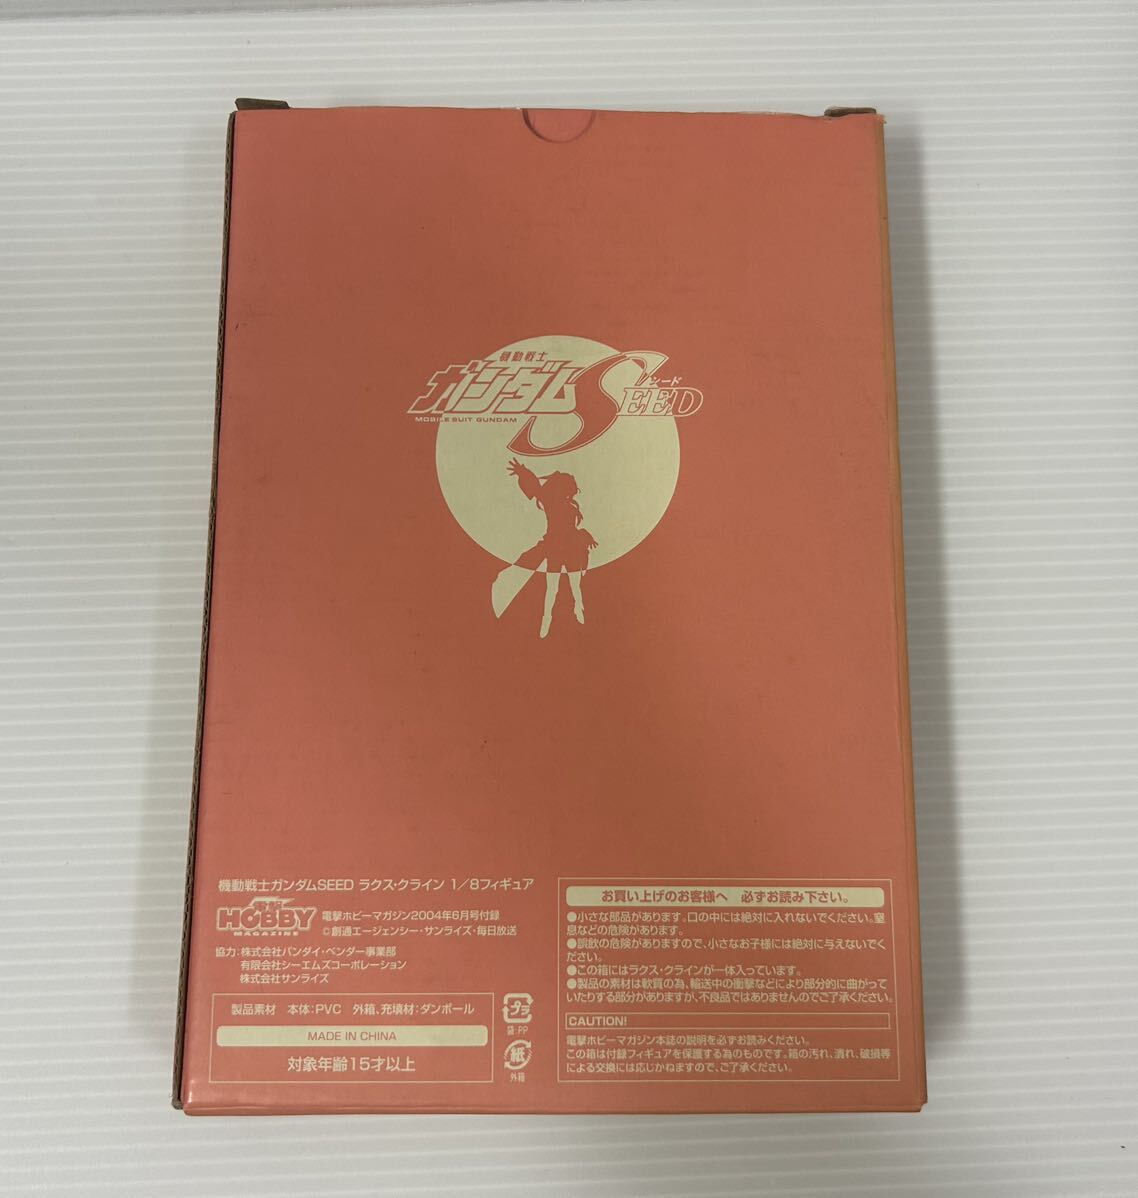 機動戦士
ガンダムSEED
シード
MOBILE SUIT GUNDAM
機動戦士ガンダムSEED ラクス・クライン 1/8フィギュア
電撃
HOBBY
MAGAZINE
電撃ホビーマガジン2004年6月号付録
©創通エージェンシー・サンライズ・毎日放送
協力：株式会社バンダイ・ベンダー事業部
有限会社シーエムズコーポレーション
株式会社サンライズ
製品素材 本体：PVC 外箱、充填材：ダンボール
MADE IN CHINA
対象年齢15才以上
プラ
袋：PP
紙
外箱
お買い上げのお客様へ 必ずお読み下さい。
●小さな部品があります。口の中には絶対に入れないでください。窒
息などの危険があります。
●誤飲の危険がありますので、小さなお子様には絶対に与えないでく
ださい。
●この箱にはラクス・クラインが一体入っています。
●製品の素材は軟質の為、輸送中の衝撃などにより部分的に曲がっ
ていたりする部分がありますが、不良品ではありませんのでご了承ください。
CAUTION!
電撃ホビーマガジン本誌の説明を必ずお読みください。
この箱は付録フィギュアを保護する為のものです。箱の汚れ、潰れ、破損等
による交換には応じかねますので、ご了承ください。